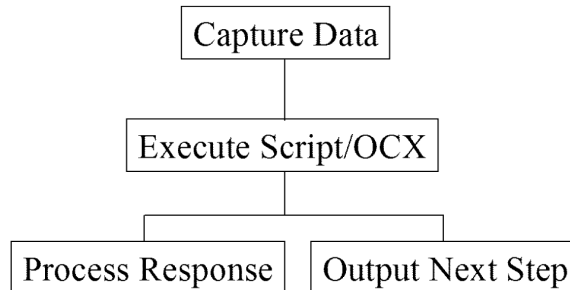 Capture Data
Execute Script/OCX
Process Response
Output Next Step